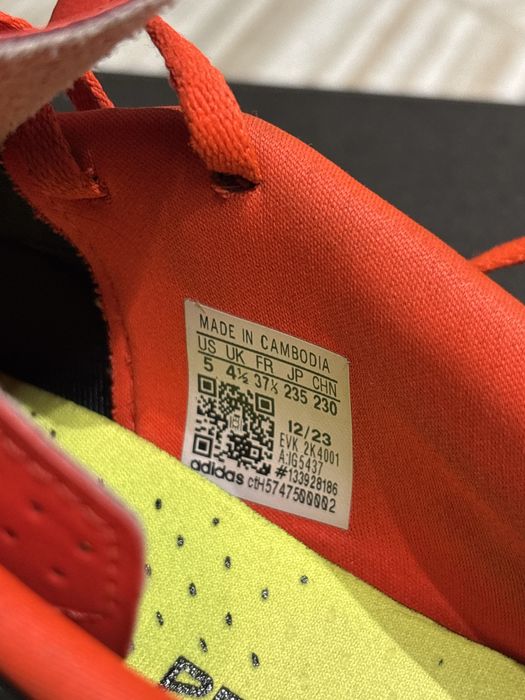 MADE IN CAMBODIA
US UK FR JP CHN
5 4½ 37⅓ 235 230
12/23
EVK 2K4001
A:IG5437
#133928186
adidas ctH5747500002